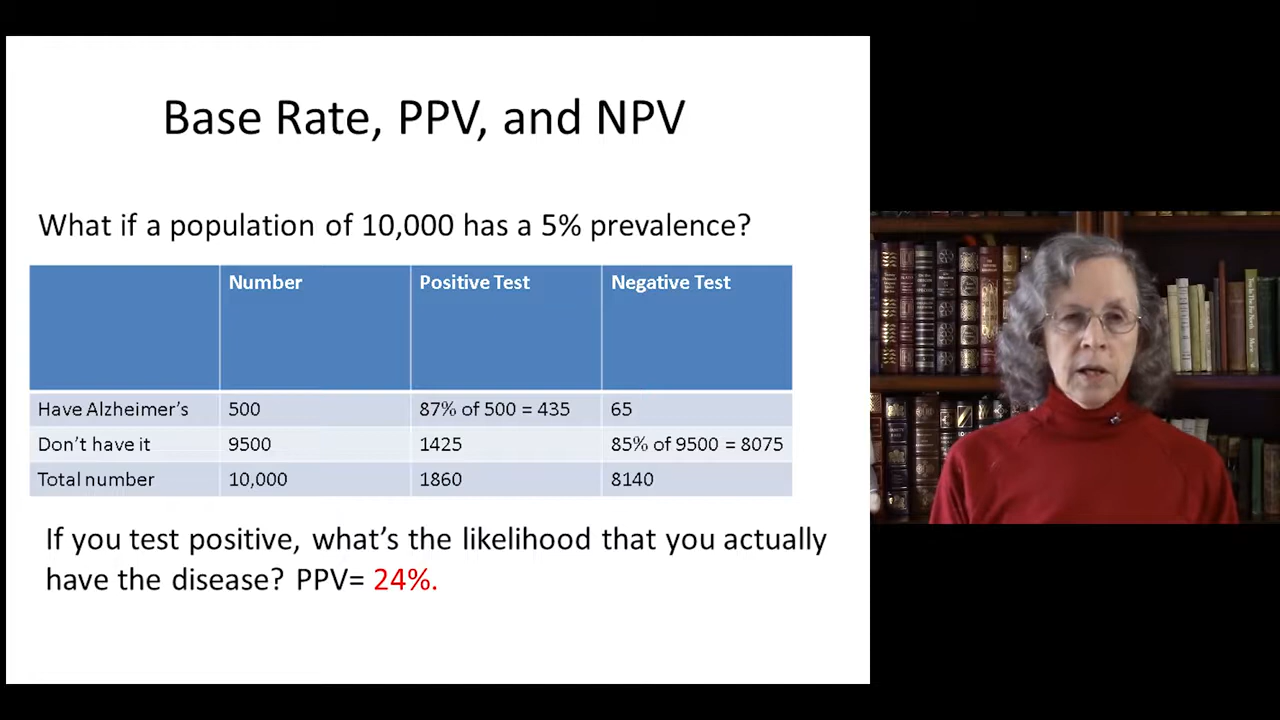 Base Rate, PPV, and NPV
What if a population of 10,000 has a 5% prevalence?
Number Positive Test Negative Test
Have Alzheimer's 500 87% of 500 = 435 65
Don't have it 9500 1425 85% of 9500 = 8075
Total number 10,000 1860 8140
If you test positive, what's the likelihood that you actually
have the disease? PPV= 24%.